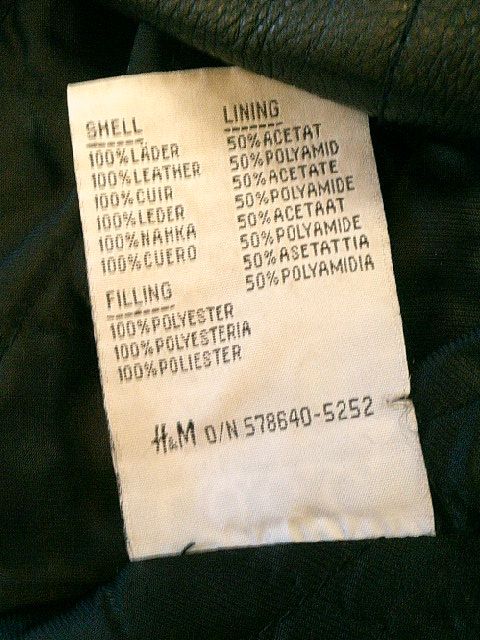 SHELL
100%LÄDER
100%LEATHER
100%CUIR
100%LEDER
100%NAHKA
100%CUERO
FILLING
100%POLYESTER
100%POLYESTERIA
100%POLIESTER
LINING
50%ACETAT
50%POLYAMID
50%ACETATE
50%POLYAMIDE
50%ACETAAT
50%POLYAMIDE
50%ASETATTIA
50%POLYAMIDIA
H&M O/N 578640-5252